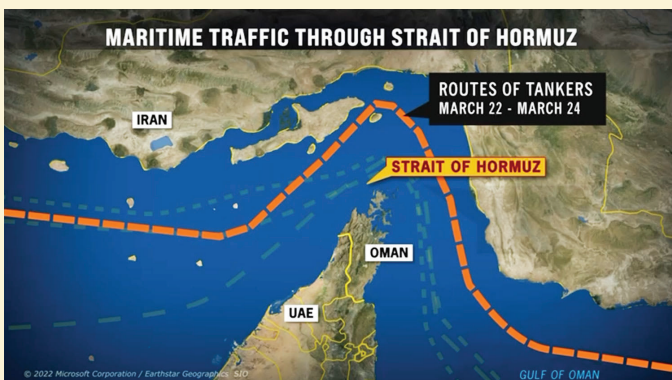 MARITIME TRAFFIC THROUGH STRAIT OF HORMUZ
ROUTES OF TANKERS
MARCH 22 - MARCH 24
IRAN
STRAIT OF HORMUZ
OMAN
UAE
© 2022 Microsoft Corporation / Earthstar Geographics SIO
GULF OF OMAN